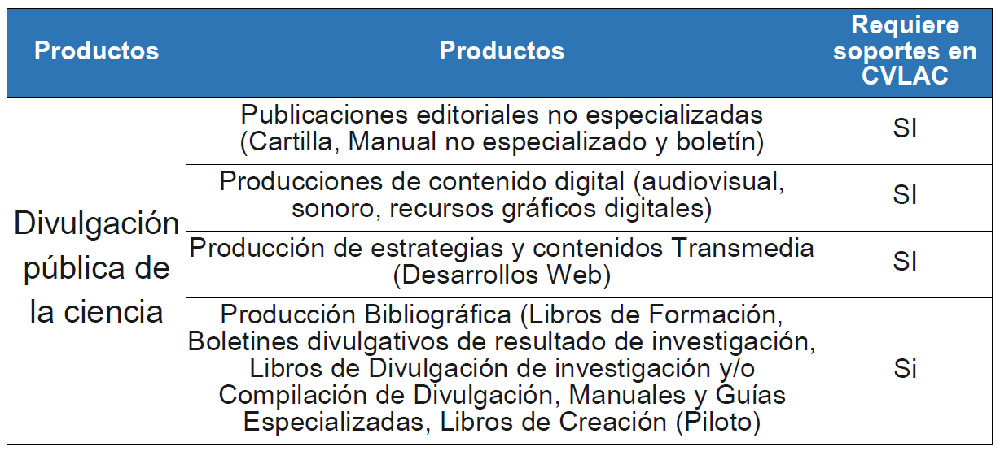 Productos
Productos
Requiere
soportes en
CVLAC
Divulgación
pública de
la ciencia
Publicaciones editoriales no especializadas
(Cartilla, Manual no especializado y boletín)
SI
Producciones de contenido digital (audiovisual,
sonoro, recursos gráficos digitales)
SI
Producción de estrategias y contenidos Transmedia
(Desarrollos Web)
SI
Producción Bibliográfica (Libros de Formación,
Boletines divulgativos de resultado de investigación,
Libros de Divulgación de investigación y/o
Compilación de Divulgación, Manuales y Guías
Especializadas, Libros de Creación (Piloto)
Si